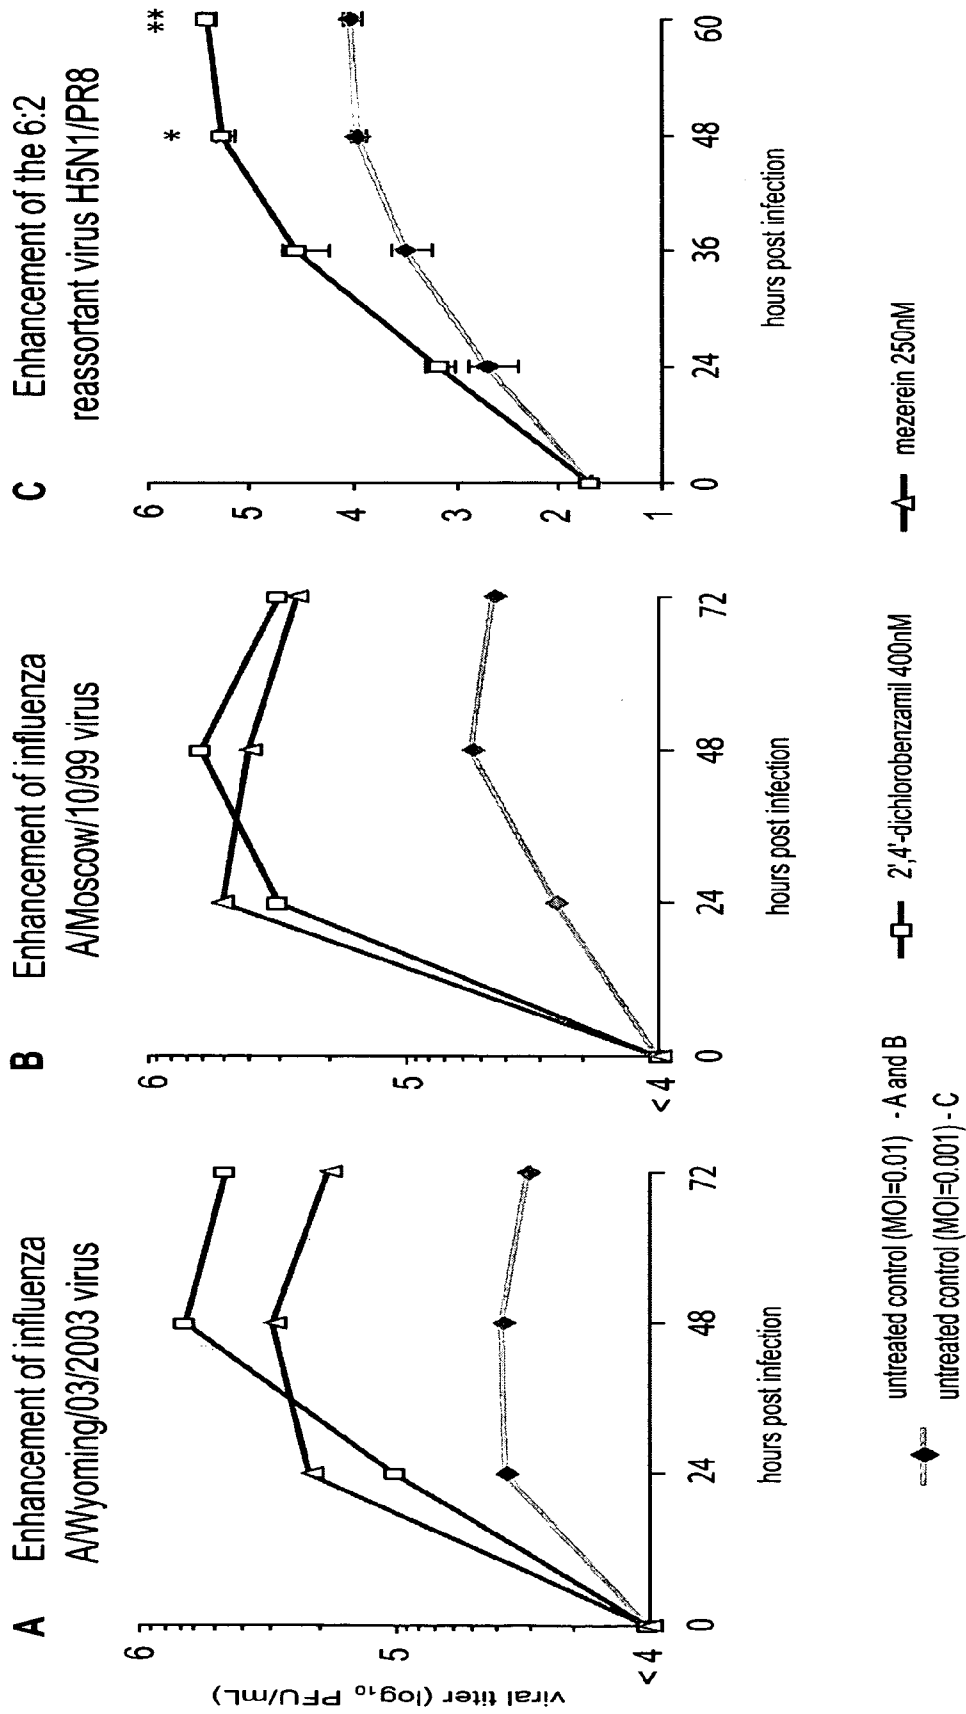 A Enhancement of influenza
A/Wyoming/03/2003 virus
viral titer (log10 PFU/mL)
6
5
< 4
0 24 48 72
hours post infection
B Enhancement of influenza
A/Moscow/10/99 virus
6
5
< 4
0 24 48 72
hours post infection
C Enhancement of the 6:2
reassortant virus H5N1/PR8
* **
6
5
4
3
2
1
0 24 36 48 60
hours post infection
untreated control (MOI=0.01) - A and B
untreated control (MOI=0.001) - C
2',4'-dichlorobenzamil 400nM
mezerein 250nM